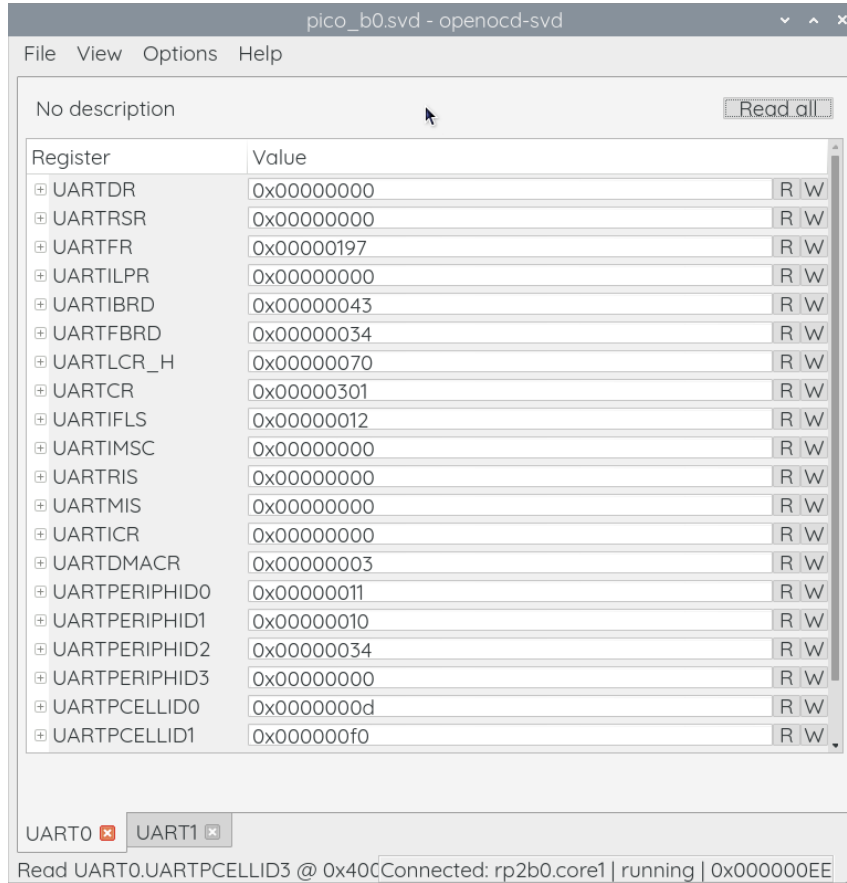 pico_b0.svd - openocd-svd
File View Options Help
No description Read all
Register Value
UARTDR 0x00000000 R W
UARTRSR 0x00000000 R W
UARTFR 0x00000197 R W
UARTILPR 0x00000000 R W
UARTIBRD 0x00000043 R W
UARTFBRD 0x00000034 R W
UARTLCR_H 0x00000070 R W
UARTCR 0x00000301 R W
UARTIFLS 0x00000012 R W
UARTIMSC 0x00000000 R W
UARTRIS 0x00000000 R W
UARTMIS 0x00000000 R W
UARTICR 0x00000000 R W
UARTDMACR 0x00000003 R W
UARTPERIPHID0 0x00000011 R W
UARTPERIPHID1 0x00000010 R W
UARTPERIPHID2 0x00000034 R W
UARTPERIPHID3 0x00000000 R W
UARTPCELLID0 0x0000000d R W
UARTPCELLID1 0x000000f0 R W
UART0 UART1
Read UART0.UARTPCELLID3 @ 0x400 Connected: rp2b0.core1 | running | 0x000000EE